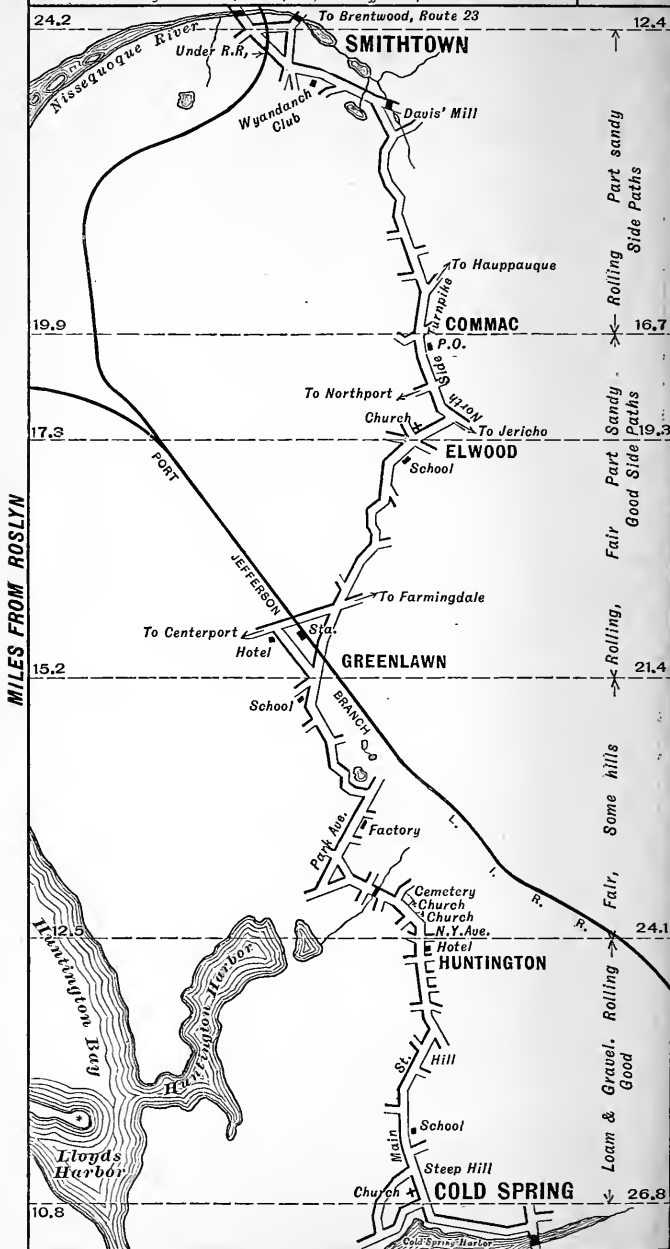 24.2
To Brentwood, Route 23
12.4
SMITHTOWN
Under R.R,
Nissequoque River
Wyandanch
Club
Davis' Mill
Rolling Part sandy
Side Paths
To Hauppauque
19.9
COMMAC
16.7
P.O.
North Side Turnpike
To Northport
Church
To Jericho
17.3
19.3
ELWOOD
School
Rolling, Fair Part Sandy
Good Side Paths
PORT JEFFERSON BRANCH L. I. R. R.
To Farmingdale
To Centerport
Sta.
Hotel
GREENLAWN
MILES FROM ROSLYN
15.2
21.4
School
Fair, Some hills
Park Ave.
Factory
Cemetery
Church
Church
N.Y. Ave.
12.5
24.1
Hotel
HUNTINGTON
Huntington Bay
Huntington Harbor
Loam & Gravel. Rolling
Good
Hill
Main St.
School
Lloyds
Harbor
Steep Hill
Church
COLD SPRING
10.8
26.8
Cold Spring Harbor